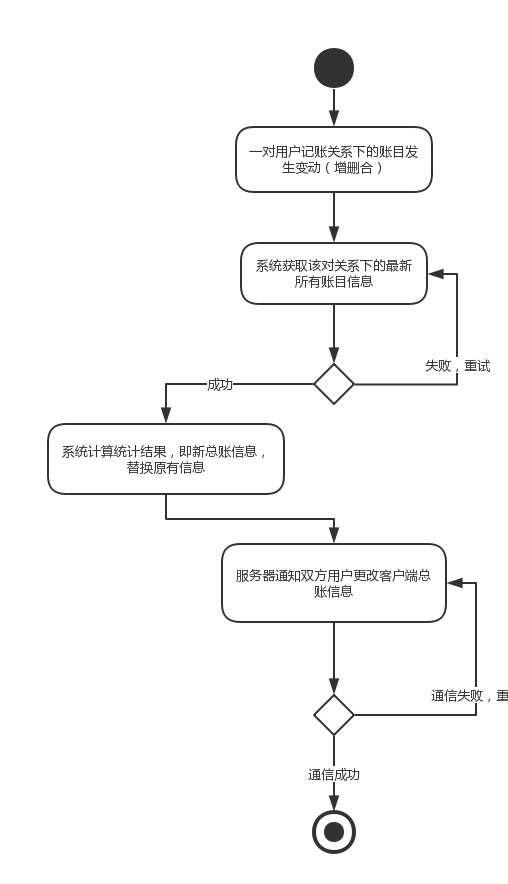 一对用户记账关系下的账目发
生变动（增删合）
系统获取该对关系下的最新
所有账目信息
失败，重试
成功
系统计算统计结果，即新总账信息，
替换原有信息
服务器通知双方用户更改客户端总
账信息
通信失败，重
通信成功